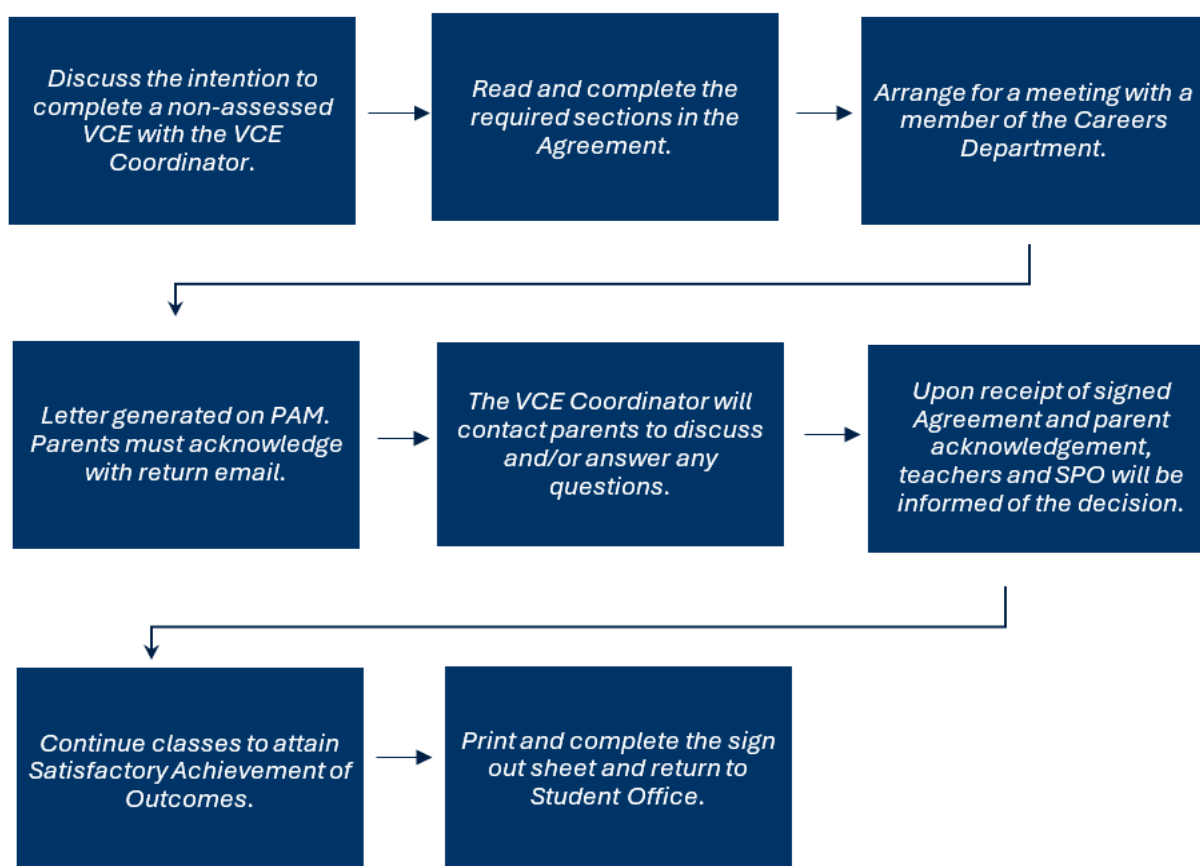 Discuss the intention to
complete a non-assessed
VCE with the VCE
Coordinator.
Read and complete the
required sections in the
Agreement.
Arrange for a meeting with a
member of the Careers
Department.
Letter generated on PAM.
Parents must acknowledge
with return email.
The VCE Coordinator will
contact parents to discuss
and/or answer any
questions.
Upon receipt of signed
Agreement and parent
acknowledgement,
teachers and SPO will be
informed of the decision.
Continue classes to attain
Satisfactory Achievement of
Outcomes.
Print and complete the sign
out sheet and return to
Student Office.